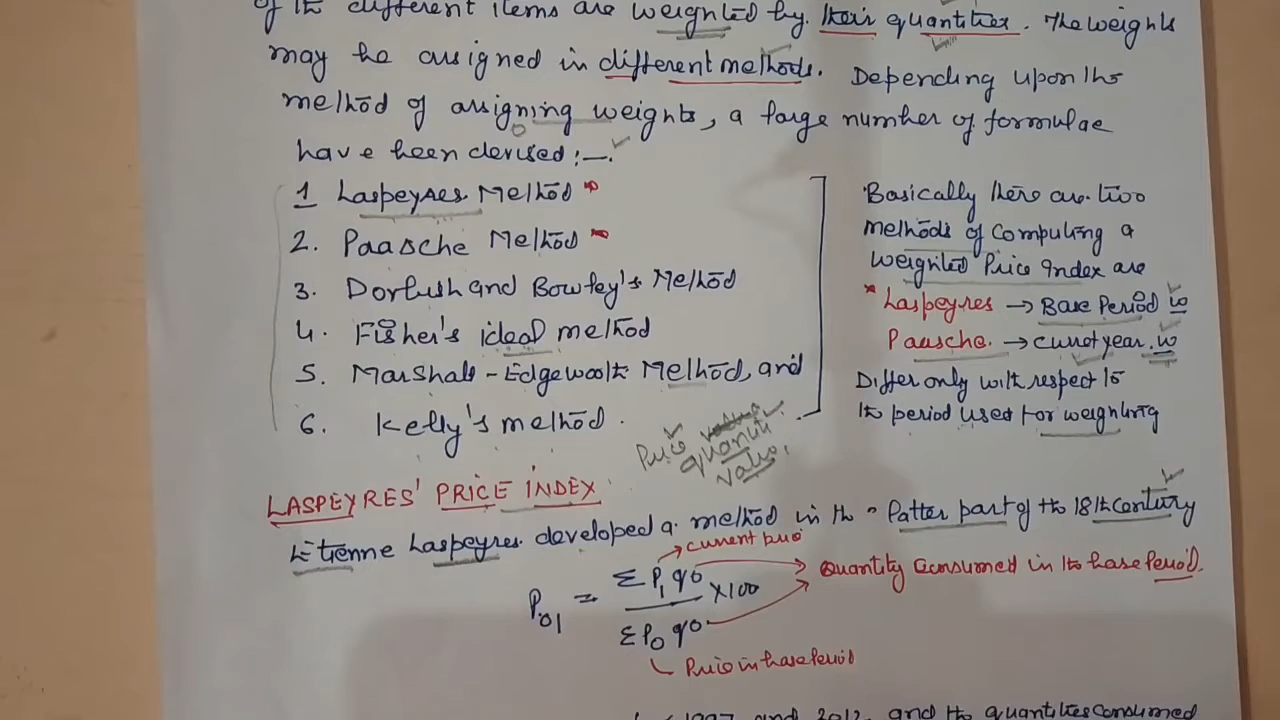 of the different items are weighted by their quantities. The weights
may be assigned in different methods. Depending upon the
method of assigning weights, a large number of formulae
have been devised :—
1 Laspeyres Method *
2. Paasche Method *
3. Dorbush and Bowley's Method
4. Fisher's ideal method
5. Marshall - Edgewoolt Method, and
6. Kelly's method.
Basically there are two
methods of computing a
weighted Price Index are
* Laspeyres → Base Period w
Paasche. → Curent year. w
Differ only with respect to
the period used for weighting
Price
quantity
value.
LASPEYRES' PRICE INDEX
Etienne Laspeyres developed a method in the latter part of the 18th century
→ current price
P01 = Σ P1 q0 / Σ P0 q0 ×100
Quantity Consumed in the base Period.
Price in base Period
1997 and 2012 and the quantities consumed